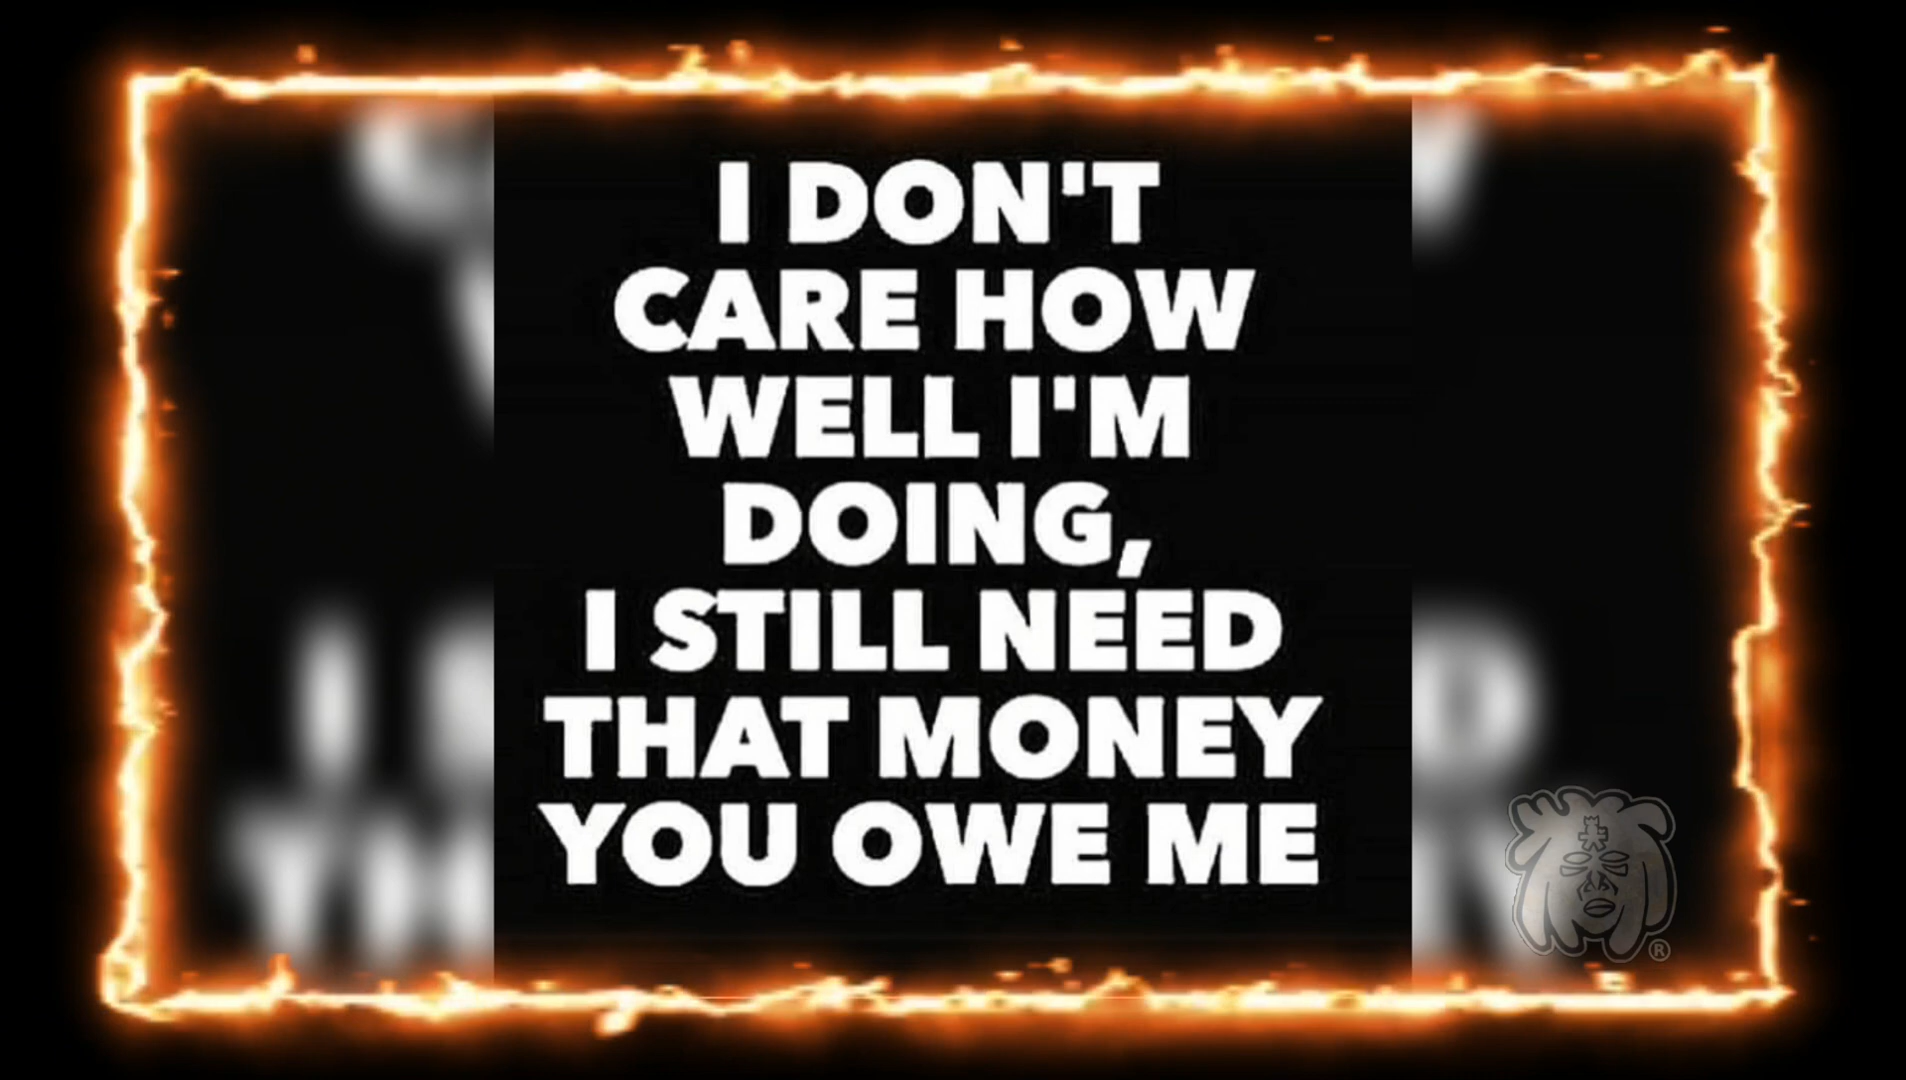 I DON'T
CARE HOW
WELL I'M
DOING,
I STILL NEED
THAT MONEY
YOU OWE ME
®